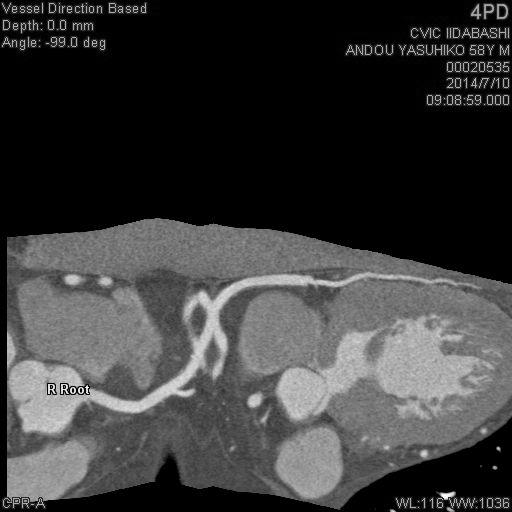 Vessel Direction Based
Depth: 0.0 mm
Angle: -99.0 deg
4PD
CVIC IIDABASHI
ANDOU YASUHIKO 58Y M
00020535
2014/7/10
09:08:59.000
R Root
CPR-A
WL:116 WW:1036